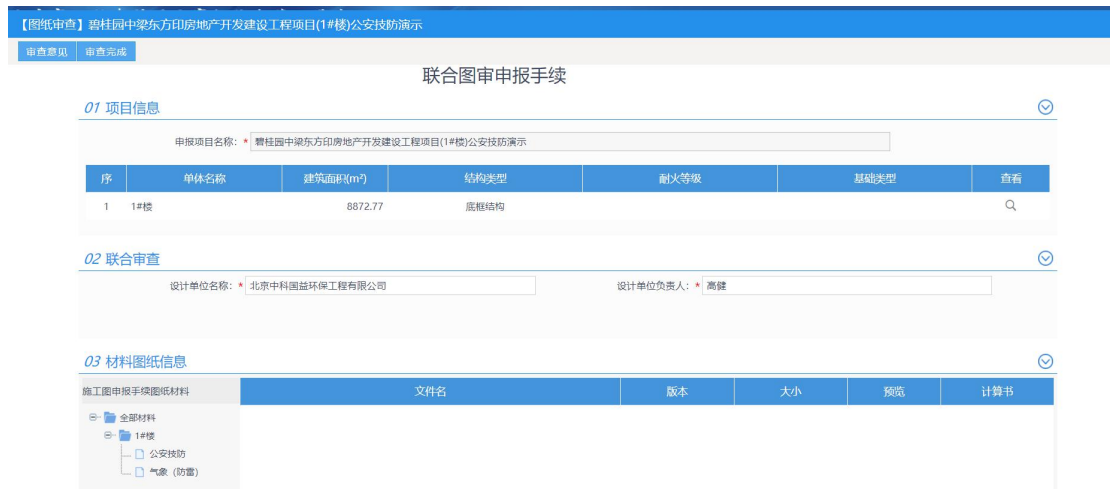 【图纸审查】碧桂园中梁东方印房地产开发建设工程项目(1#楼)公安技防演示
审查意见 审查完成
联合图审申报手续
01 项目信息
申报项目名称: * 碧桂园中梁东方印房地产开发建设工程项目(1#楼)公安技防演示
序 单体名称 建筑面积(m²) 结构类型 耐火等级 基础类型 查看
1 1#楼 8872.77 底框结构
02 联合审查
设计单位名称: * 北京中科国益环保工程有限公司 设计单位负责人: * 高健
03 材料图纸信息
施工图申报手续图纸材料 文件名 版本 大小 预览 计算书
全部材料
1#楼
公安技防
气象（防雷）